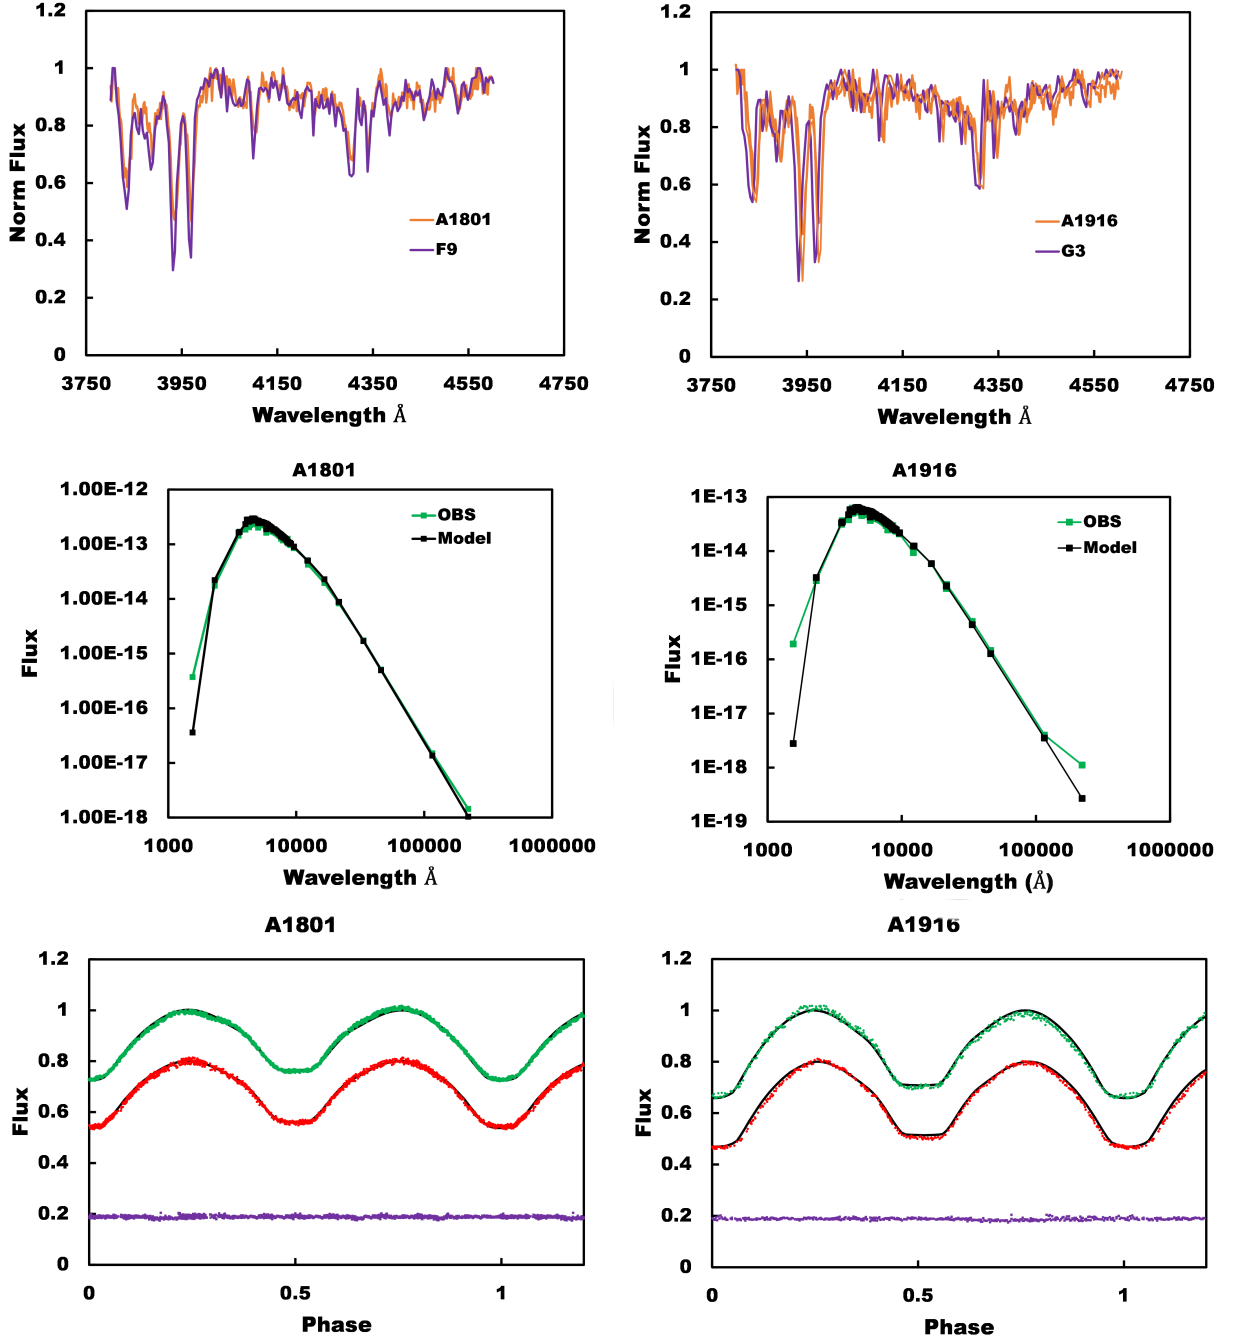 1.2
1
0.8
0.6
0.4
0.2
0
Norm Flux
A1801
F9
3750 3950 4150 4350 4550 4750
Wavelength Å
1.2
1
0.8
0.6
0.4
0.2
0
Norm Flux
A1916
G3
3750 3950 4150 4350 4550 4750
Wavelength Å
A1801
1.00E-12
1.00E-13
1.00E-14
1.00E-15
1.00E-16
1.00E-17
1.00E-18
Flux
OBS
Model
1000 10000 100000 1000000
Wavelength Å
A1916
1E-13
1E-14
1E-15
1E-16
1E-17
1E-18
1E-19
Flux
OBS
Model
1000 10000 100000 1000000
Wavelength (Å)
A1801
1.2
1
0.8
0.6
0.4
0.2
0
Flux
0 0.5 1
Phase
A1916
1.2
1
0.8
0.6
0.4
0.2
0
Flux
0 0.5 1
Phase